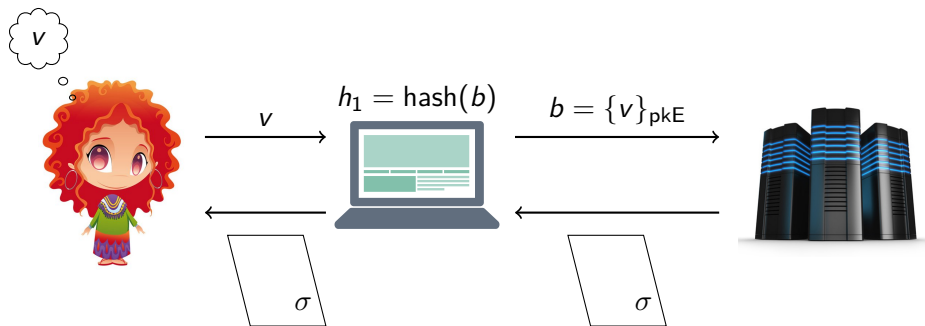 v
h₁ = hash(b)
v
b = {v}ₚₖE
σ
σ